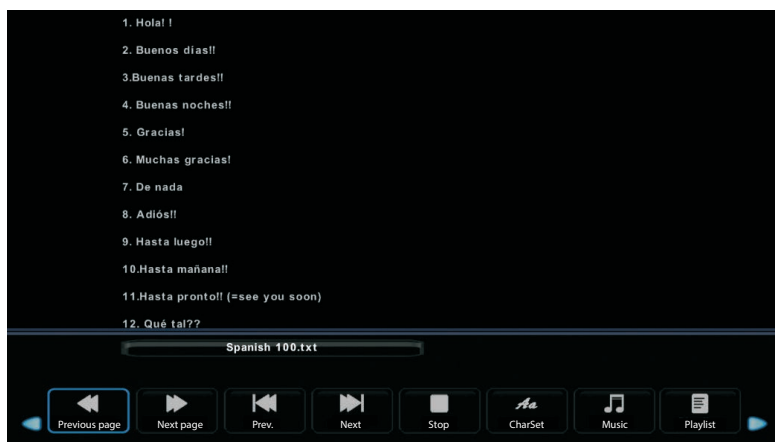 1. Hola! !
2. Buenos días!!
3.Buenas tardes!!
4. Buenas noches!!
5. Gracias!
6. Muchas gracias!
7. De nada
8. Adiós!!
9. Hasta luego!!
10.Hasta mañana!!
11.Hasta pronto!! (=see you soon)
12. Qué tal??
Spanish 100.txt
Aa
Previous page Next page Prev. Next Stop CharSet Music Playlist